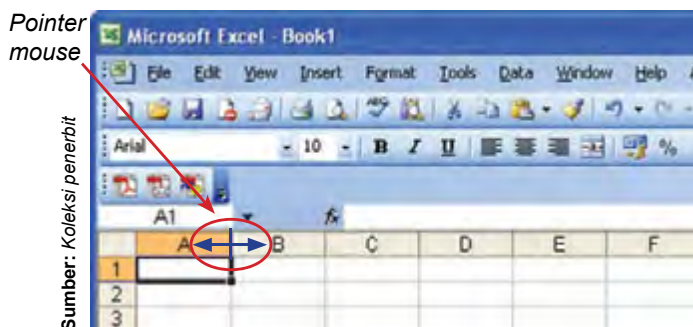 Pointer
mouse
Microsoft Excel - Book1
File Edit View Insert Format Tools Data Window Help
Arial 10 B I U %
A1 fx
A B C D E F
1
2
3
Sumber: Koleksi penerbit